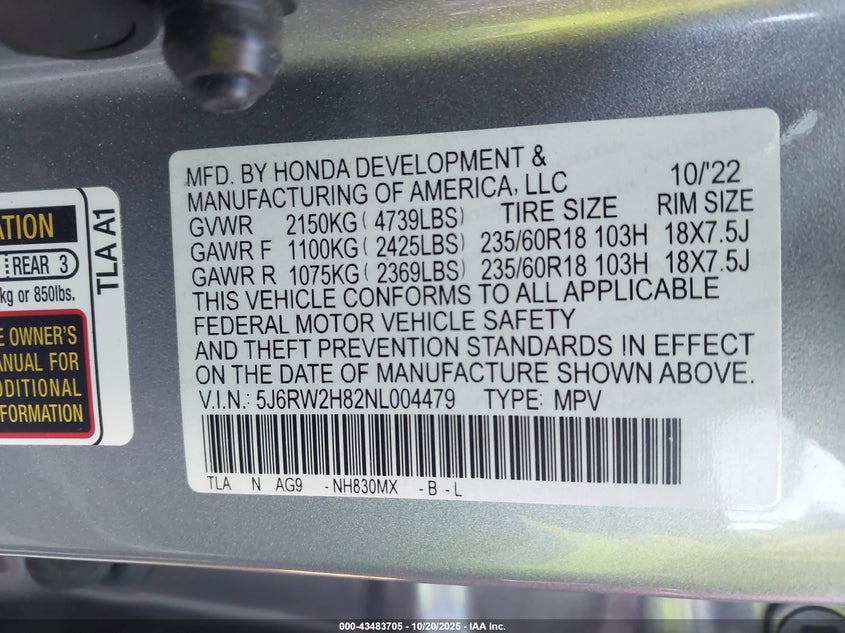 ATION
REAR 3
kg or 850lbs.
E OWNER'S
ANUAL FOR
DDITIONAL
FORMATION
TLA A1
MFD. BY HONDA DEVELOPMENT &
MANUFACTURING OF AMERICA, LLC 10/'22
GVWR 2150KG ( 4739LBS) TIRE SIZE RIM SIZE
GAWR F 1100KG ( 2425LBS) 235/60R18 103H 18X7.5J
GAWR R 1075KG ( 2369LBS) 235/60R18 103H 18X7.5J
THIS VEHICLE CONFORMS TO ALL APPLICABLE
FEDERAL MOTOR VEHICLE SAFETY
AND THEFT PREVENTION STANDARDS IN EFFECT
ON THE DATE OF MANUFACTURE SHOWN ABOVE.
V.I.N.: 5J6RW2H82NL004479 TYPE: MPV
TLA N AG9 -NH830MX -B-L
000-43483705 - 10/20/2025 - IAA Inc.